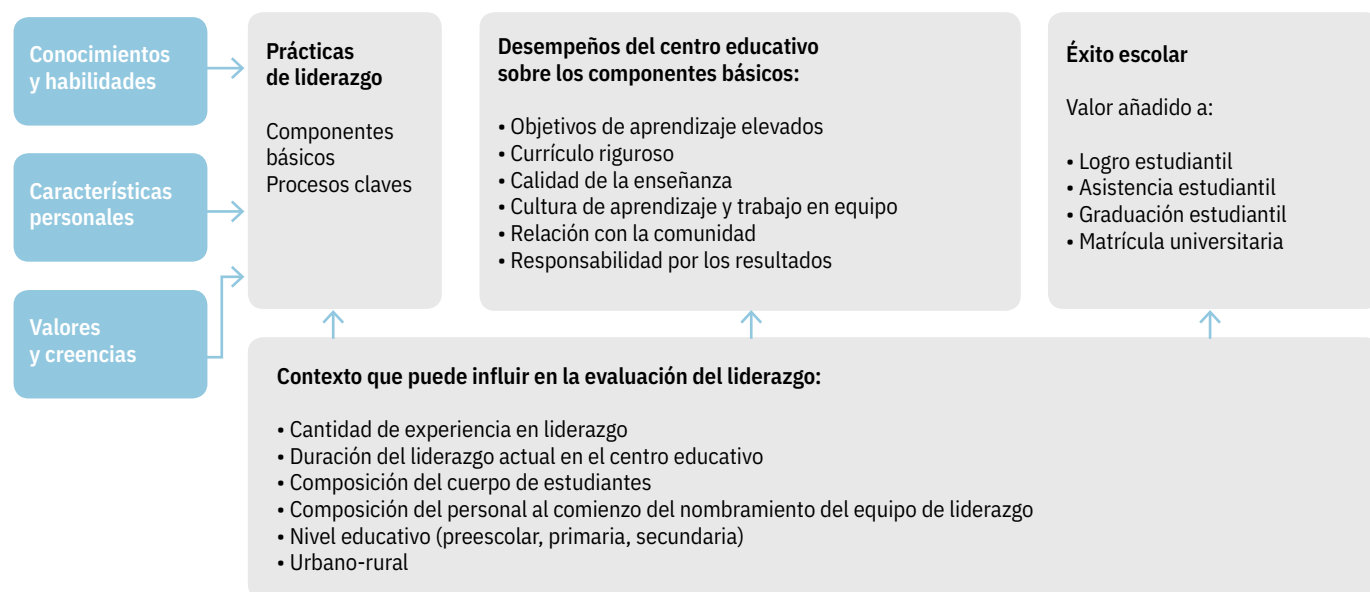 Conocimientos
y habilidades
Características
personales
Valores
y creencias
Prácticas
de liderazgo
Componentes
básicos
Procesos claves
Desempeños del centro educativo
sobre los componentes básicos:
• Objetivos de aprendizaje elevados
• Currículo riguroso
• Calidad de la enseñanza
• Cultura de aprendizaje y trabajo en equipo
• Relación con la comunidad
• Responsabilidad por los resultados
Éxito escolar
Valor añadido a:
• Logro estudiantil
• Asistencia estudiantil
• Graduación estudiantil
• Matrícula universitaria
Contexto que puede influir en la evaluación del liderazgo:
• Cantidad de experiencia en liderazgo
• Duración del liderazgo actual en el centro educativo
• Composición del cuerpo de estudiantes
• Composición del personal al comienzo del nombramiento del equipo de liderazgo
• Nivel educativo (preescolar, primaria, secundaria)
• Urbano-rural